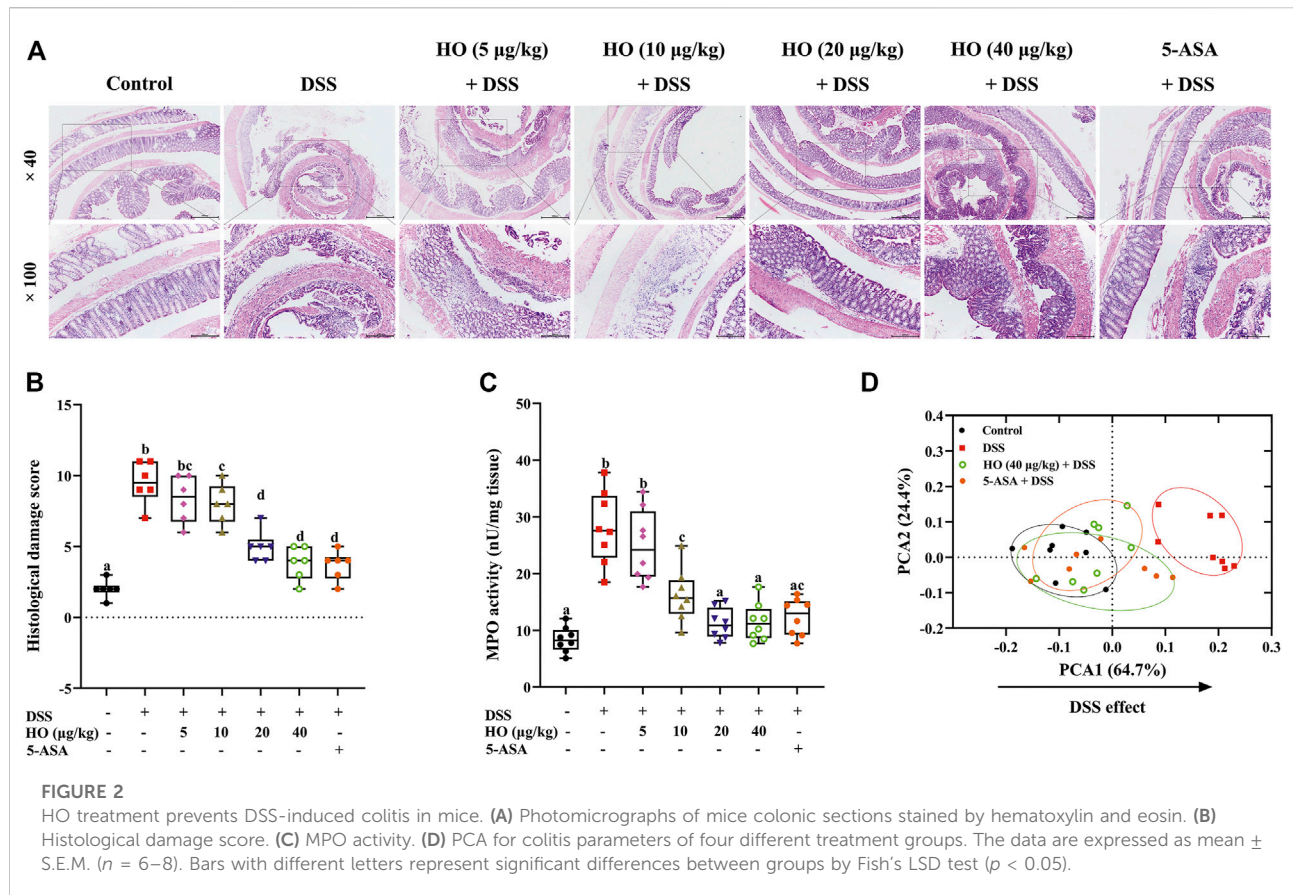 A
Control
DSS
HO (5 µg/kg)
+ DSS
HO (10 µg/kg)
+ DSS
HO (20 µg/kg)
+ DSS
HO (40 µg/kg)
+ DSS
5-ASA
+ DSS
× 40
× 100
B
Histological damage score
15
10
5
0
-5
a
b
bc
c
d
d
d
DSS - + + + + + +
HO (µg/kg) - - 5 10 20 40 -
5-ASA - - - - - - +
C
MPO activity (nU/mg tissue)
50
40
30
20
10
0
a
b
b
c
a
a
ac
DSS - + + + + + +
HO (µg/kg) - - 5 10 20 40 -
5-ASA - - - - - - +
D
Control
DSS
HO (40 µg/kg) + DSS
5-ASA + DSS
PCA2 (24.4%)
0.4
0.3
0.2
0.1
0.0
-0.1
-0.2
-0.2 -0.1 0.0 0.1 0.2 0.3
PCA1 (64.7%)
DSS effect
FIGURE 2
HO treatment prevents DSS-induced colitis in mice. (A) Photomicrographs of mice colonic sections stained by hematoxylin and eosin. (B)
Histological damage score. (C) MPO activity. (D) PCA for colitis parameters of four different treatment groups. The data are expressed as mean ±
S.E.M. (n = 6–8). Bars with different letters represent significant differences between groups by Fish's LSD test (p < 0.05).